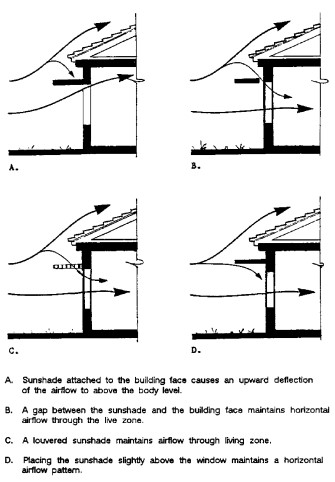 A.
B.
C.
D.
A. Sunshade attached to the building face causes an upward deflection
of the airflow to above the body level.
B. A gap between the sunshade and the building face maintains horizontal
airflow through the live zone.
C. A louvered sunshade maintains airflow through living zone.
D. Placing the sunshade slightly above the window maintains a horizontal
airflow pattern.